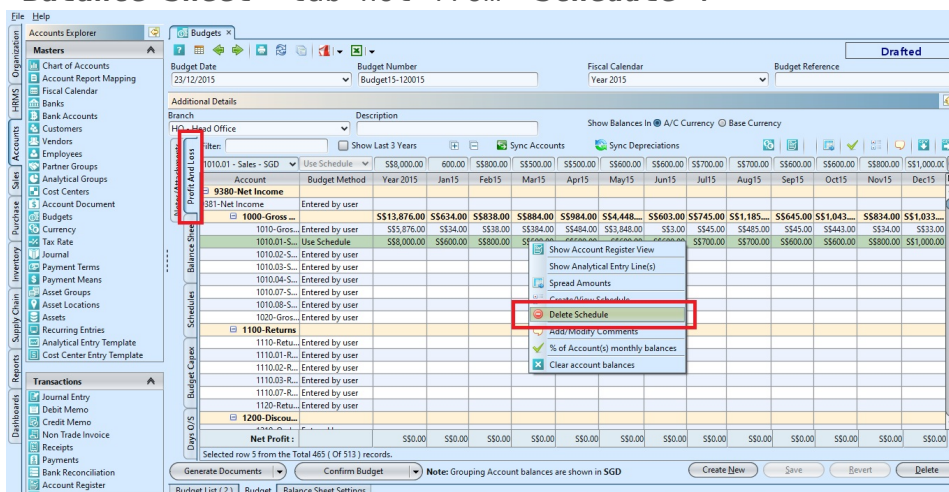 "Balance Sheet" tab not from "Schedule".
File Help
Accounts Explorer
Budgets ×
Masters
Chart of Accounts
Account Report Mapping
Fiscal Calendar
Banks
Bank Accounts
Customers
Vendors
Employees
Partner Groups
Analytical Groups
Cost Centers
Account Document
Budgets
Currency
Tax Rate
Journal
Payment Terms
Payment Means
Asset Groups
Asset Locations
Assets
Recurring Entries
Analytical Entry Template
Cost Center Entry Template
Transactions
Journal Entry
Debit Memo
Credit Memo
Non Trade Invoice
Receipts
Payments
Bank Reconciliation
Account Register
Organization
HRMS
Accounts
Sales
Purchase
Inventory
Supply Chain
Reports
Dashboards
Drafted
Budget Date Budget Number Fiscal Calendar Budget Reference
23/12/2015 Budget15-120015 Year 2015
Additional Details
Branch Description
HO - Head Office
Show Balances In A/C Currency Base Currency
Notes/Attachments
Profit And Loss
Balance Sheet
Schedules
Budget Capex
Days O/S
Filter: Show Last 3 Years Sync Accounts Sync Depreciations
1010.01 - Sales - SGD Use Schedule S$8,000.00 600.00 S$800.00 S$500.00 S$500.00 S$600.00 S$600.00 S$700.00 S$700.00 S$600.00 S$600.00 S$800.00 S$1,000.00
Account Budget Method Year 2015 Jan15 Feb15 Mar15 Apr15 May15 Jun15 Jul15 Aug15 Sep15 Oct15 Nov15 Dec15
9380-Net Income
9381-Net Income Entered by user
1000-Gross ... S$13,876.00 S$634.00 S$838.00 S$884.00 S$984.00 S$4,448.... S$603.00 S$745.00 S$1,185.... S$645.00 S$1,043.... S$834.00 S$1,033....
1010-Gros... Entered by user S$5,876.00 S$34.00 S$38.00 S$384.00 S$484.00 S$3,848.00 S$3.00 S$45.00 S$485.00 S$45.00 S$443.00 S$34.00 S$33.00
1010.01-S... Use Schedule S$8,000.00 S$600.00 S$800.00 S$700.00 S$700.00 S$600.00 S$600.00 S$800.00 S$1,000.00
1010.02-S... Entered by user
1010.03-S... Entered by user
1010.04-S... Entered by user
1010.07-S... Entered by user
1010.08-S... Entered by user
1020-Gros... Entered by user
1100-Returns
1110-Retu... Entered by user
1110.01-R... Entered by user
1110.02-R... Entered by user
1110.03-R... Entered by user
1110.07-R... Entered by user
1120-Retu... Entered by user
1200-Discou...
Show Account Register View
Show Analytical Entry Line(s)
Spread Amounts
Create/View Schedule
Delete Schedule
Add/Modify Comments
% of Account(s) monthly balances
Clear account balances
Net Profit : S$0.00 S$0.00 S$0.00 S$0.00 S$0.00 S$0.00 S$0.00 S$0.00 S$0.00 S$0.00 S$0.00 S$0.00 S$0.00
Selected row 5 from the Total 465 ( Of 513 ) records.
Generate Documents Confirm Budget Note: Grouping Account balances are shown in SGD Create New Save Revert Delete
Budget List ( 2 ) Budget Balance Sheet Settings